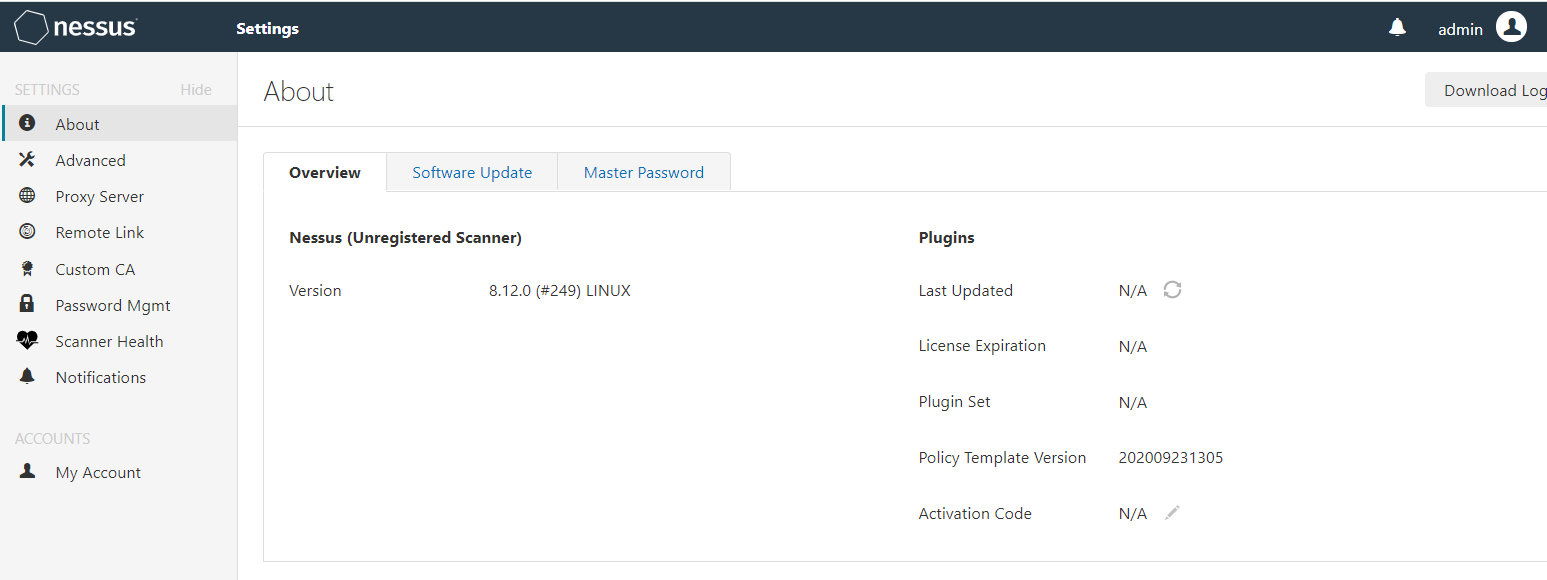 nessus
Settings
admin
SETTINGS Hide
About
Advanced
Proxy Server
Remote Link
Custom CA
Password Mgmt
Scanner Health
Notifications
ACCOUNTS
My Account
About
Download Log
Overview Software Update Master Password
Nessus (Unregistered Scanner)
Version 8.12.0 (#249) LINUX
Plugins
Last Updated N/A
License Expiration N/A
Plugin Set N/A
Policy Template Version 202009231305
Activation Code N/A